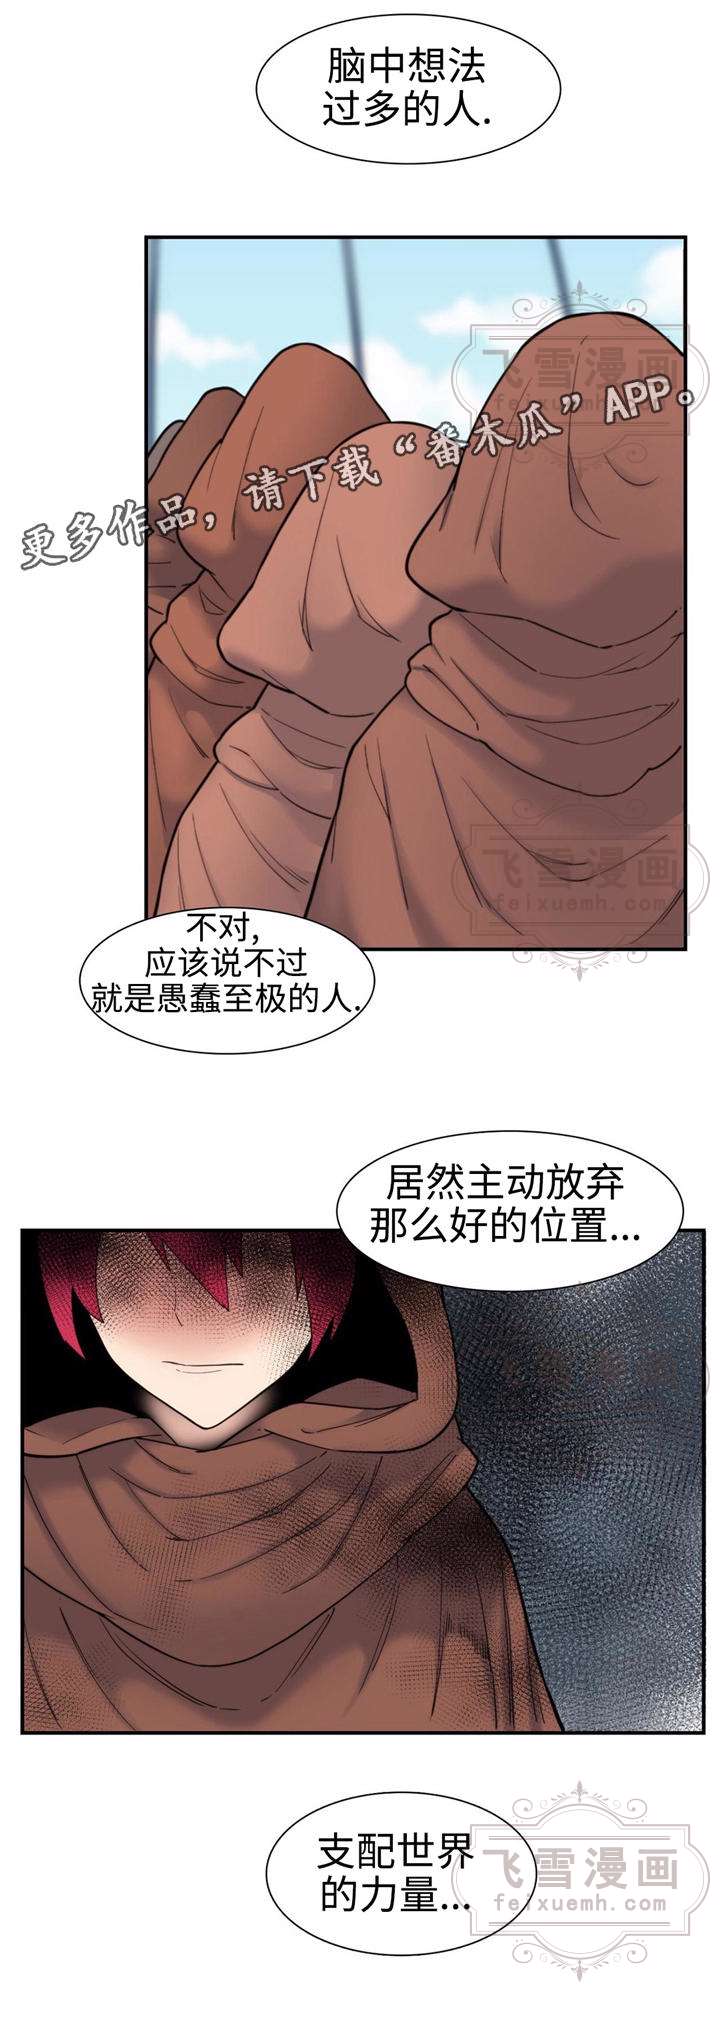 脑中想法
过多的人.
飞雪漫画
feixuemh.com
更多作品，请下载“番木瓜”APP。
飞雪漫画
feixuemh.com
不对,
应该说不过
就是愚蠢至极的人.
居然主动放弃
那么好的位置...
支配世界
的力量...
飞雪漫画
feixuemh.com